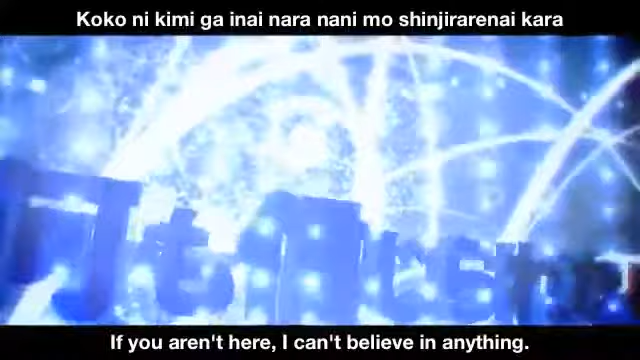 Koko ni kimi ga inai nara nani mo shinjirarenai kara
If you aren't here, I can't believe in anything.